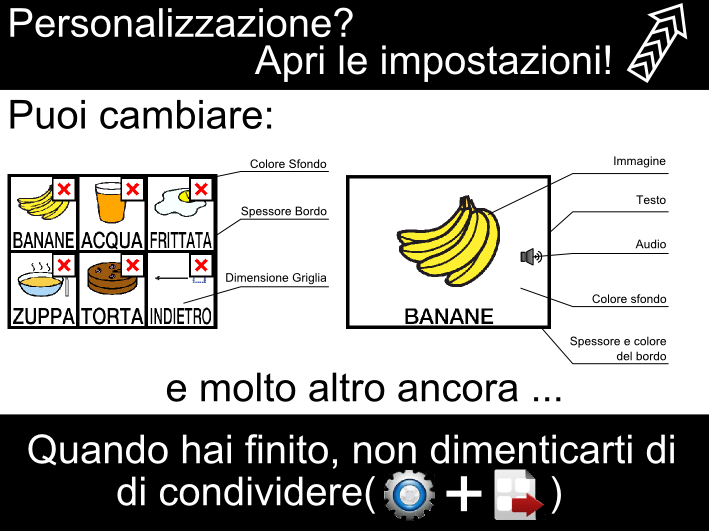 Personalizzazione?
Apri le impostazioni!
Puoi cambiare:
Colore Sfondo
Spessore Bordo
Dimensione Griglia
BANANE ACQUA FRITTATA
ZUPPA TORTA INDIETRO
Immagine
Testo
Audio
Colore sfondo
Spessore e colore
del bordo
BANANE
e molto altro ancora ...
Quando hai finito, non dimenticarti di
di condividere( + )